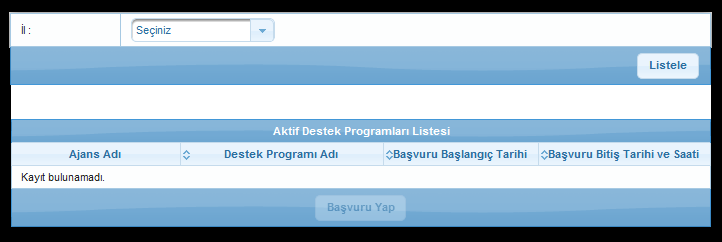 İl : Seçiniz
Listele
Aktif Destek Programları Listesi
Ajans Adı Destek Programı Adı Başvuru Başlangıç Tarihi Başvuru Bitiş Tarihi ve Saati
Kayıt bulunamadı.
Başvuru Yap